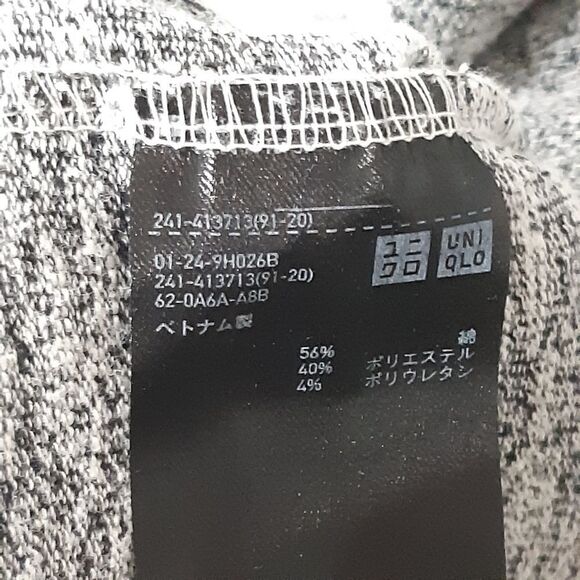 241-413713(91-20)
01-24-9H026B
241-413713(91-20)
62-0A6A-A8B
ベトナム製
ユニ
クロ
UNI
QLO
56% 綿
40% ポリエステル
4% ポリウレタン